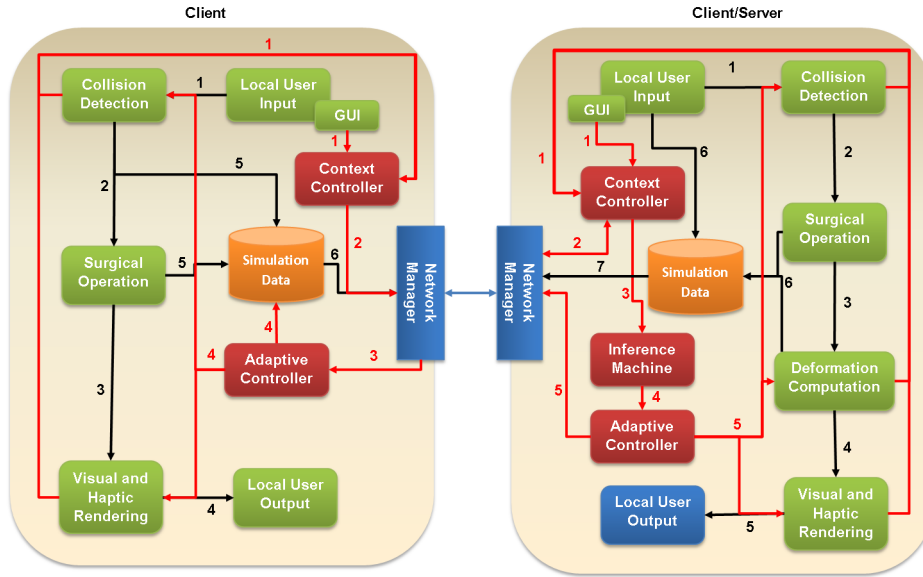 Client
Client/Server
1
Collision
Detection
1
Local User
Input
GUI
1
Context
Controller
2
5
2
Surgical
Operation
5
Simulation
Data
6
Network
Manager
3
4
4
Adaptive
Controller
3
Visual and
Haptic
Rendering
4
Local User
Output
Local User
Input
GUI
1
Collision
Detection
1
1
6
2
Context
Controller
Surgical
Operation
2
Network
Manager
7
Simulation
Data
6
3
3
Inference
Machine
Deformation
Computation
5
4
Adaptive
Controller
5
4
Local User
Output
5
Visual and
Haptic
Rendering